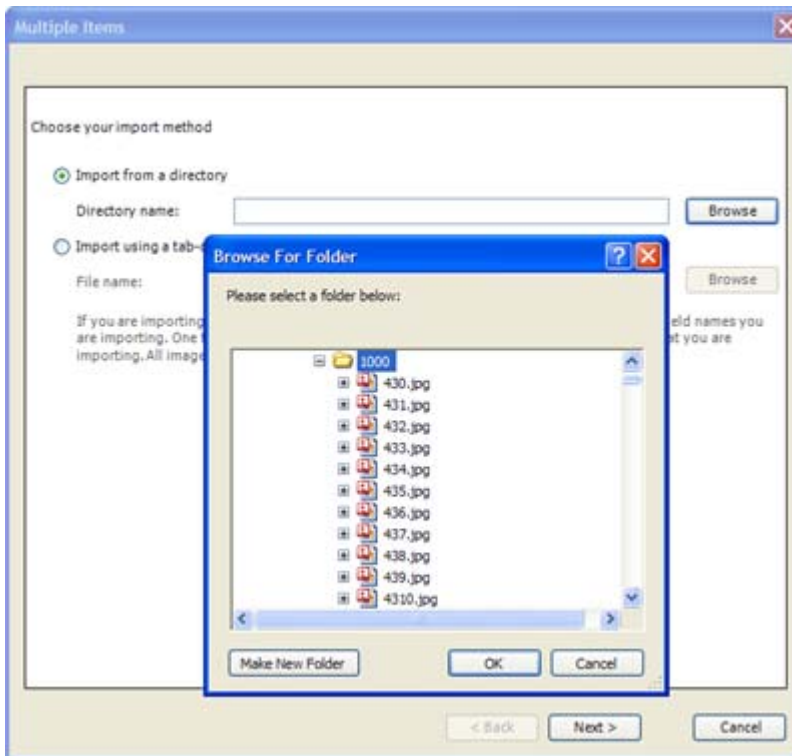 Multiple Items
Choose your import method
Import from a directory
Directory name:
Browse
Import using a tab-
File name:
Browse
If you are importing
eld names you
are importing. One
at you are
importing. All image
Browse For Folder
Please select a folder below:
1000
430.jpg
431.jpg
432.jpg
433.jpg
434.jpg
435.jpg
436.jpg
437.jpg
438.jpg
439.jpg
4310.jpg
Make New Folder
OK
Cancel
< Back
Next >
Cancel